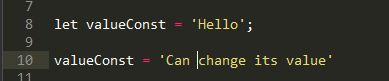 7
8 let valueConst = 'Hello';
9
10 valueConst = 'Can change its value'
11